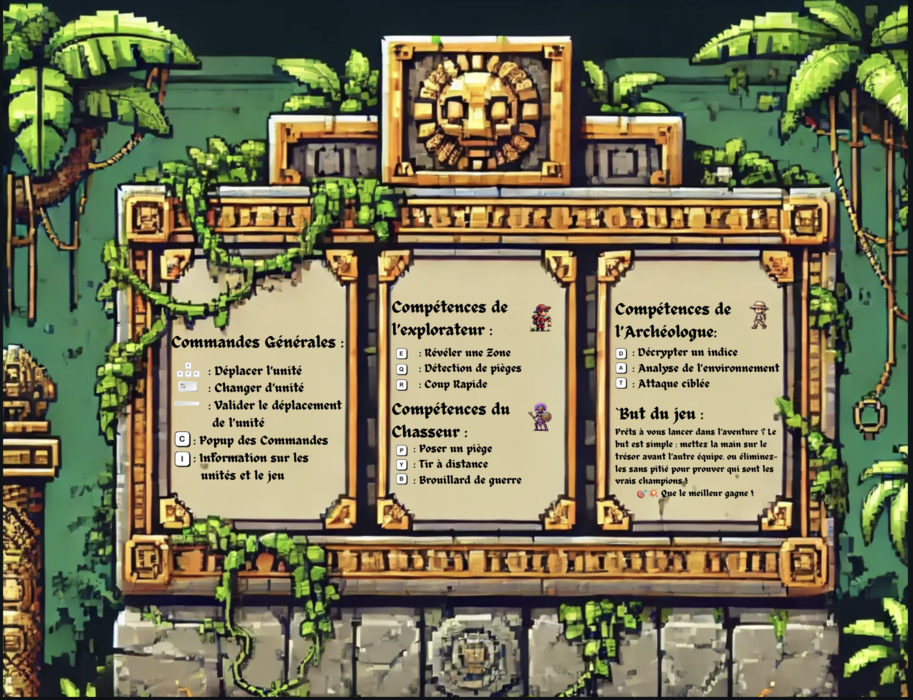 Commandes Générales :
: Déplacer l'unité
: Changer d'unité
: Valider le déplacement
de l'unité
C : Popup des Commandes
I : Information sur les
unités et le jeu
Compétences de
l'explorateur :
E : Révéler une Zone
Q : Détection de pièges
R : Coup Rapide
Compétences du
Chasseur :
P : Poser un piège
Y : Tir à distance
B : Brouillard de guerre
Compétences de
l'Archéologue:
D : Décrypter un indice
A : Analyse de l'environnement
T : Attaque ciblée
`But du jeu :
Prêts à vous lancer dans l'aventure ? Le
but est simple : mettez la main sur le
trésor avant l'autre équipe, ou éliminez-
les sans pitié pour prouver qui sont les
vrais champions !
🎯 💥 Que le meilleur gagne !